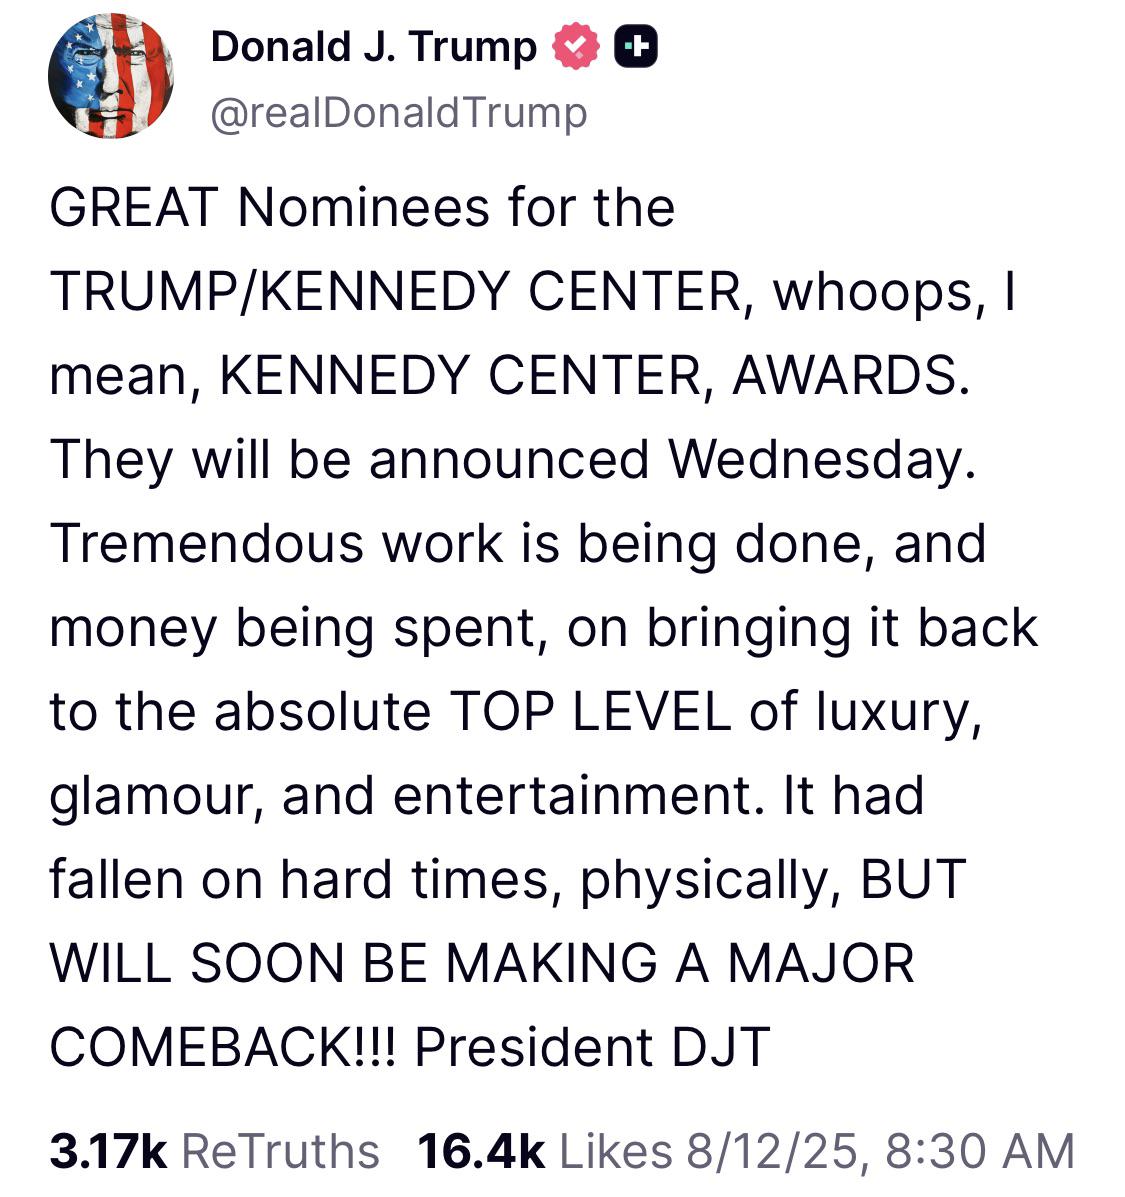 Donald J. Trump
@realDonaldTrump
GREAT Nominees for the
TRUMP/KENNEDY CENTER, whoops, I
mean, KENNEDY CENTER, AWARDS.
They will be announced Wednesday.
Tremendous work is being done, and
money being spent, on bringing it back
to the absolute TOP LEVEL of luxury,
glamour, and entertainment. It had
fallen on hard times, physically, BUT
WILL SOON BE MAKING A MAJOR
COMEBACK!!! President DJT
3.17k ReTruths 16.4k Likes 8/12/25, 8:30 AM